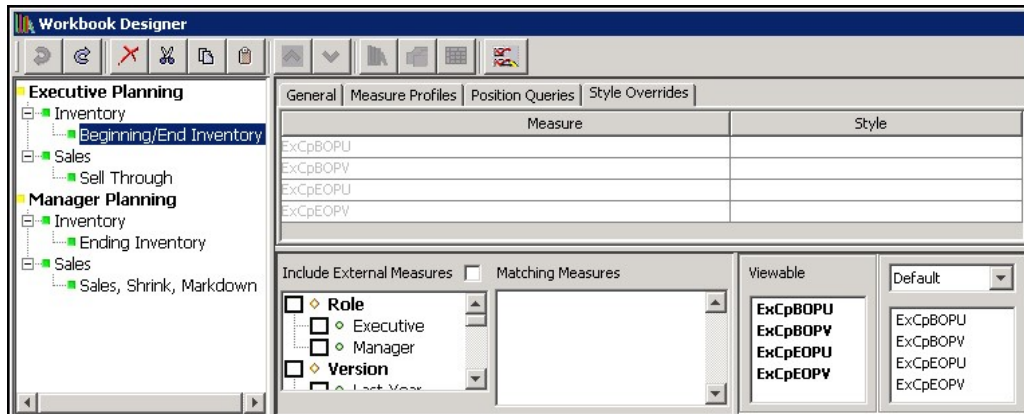 Workbook Designer
Executive Planning
Inventory
Beginning/End Inventory
Sales
Sell Through
Manager Planning
Inventory
Ending Inventory
Sales
Sales, Shrink, Markdown
General Measure Profiles Position Queries Style Overrides
Measure Style
ExCpBOPU
ExCpBOPV
ExCpEOPU
ExCpEOPV
Include External Measures Matching Measures
Role
Executive
Manager
Version
Last Year
Viewable
ExCpBOPU
ExCpBOPV
ExCpEOPU
ExCpEOPV
Default
ExCpBOPU
ExCpBOPV
ExCpEOPU
ExCpEOPV